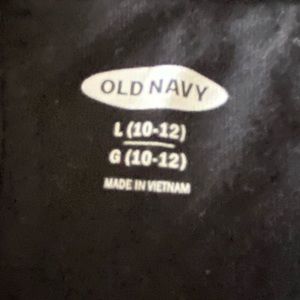 OLD NAVY
L (10-12)
G (10-12)
MADE IN VIETNAM